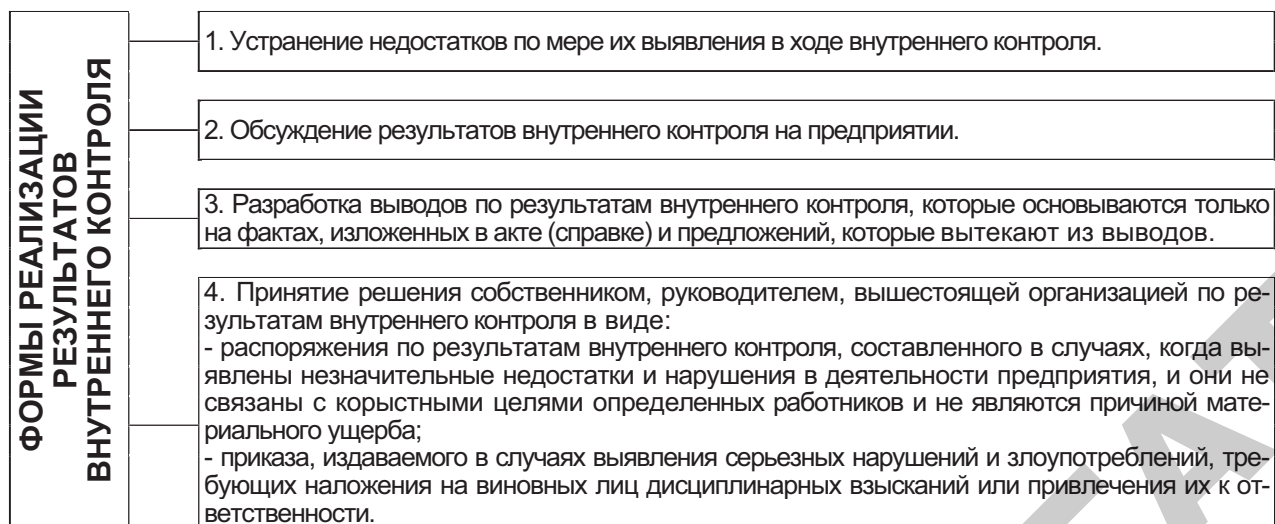 ФОРМЫ РЕАЛИЗАЦИИ
РЕЗУЛЬТАТОВ
ВНУТРЕННЕГО КОНТРОЛЯ
1. Устранение недостатков по мере их выявления в ходе внутреннего контроля.
2. Обсуждение результатов внутреннего контроля на предприятии.
3. Разработка выводов по результатам внутреннего контроля, которые основываются только
на фактах, изложенных в акте (справке) и предложений, которые вытекают из выводов.
4. Принятие решения собственником, руководителем, вышестоящей организацией по ре-
зультатам внутреннего контроля в виде:
- распоряжения по результатам внутреннего контроля, составленного в случаях, когда вы-
явлены незначительные недостатки и нарушения в деятельности предприятия, и они не
связаны с корыстными целями определенных работников и не являются причиной мате-
риального ущерба;
- приказа, издаваемого в случаях выявления серьезных нарушений и злоупотреблений, тре-
бующих наложения на виновных лиц дисциплинарных взысканий или привлечения их к от-
ветственности.